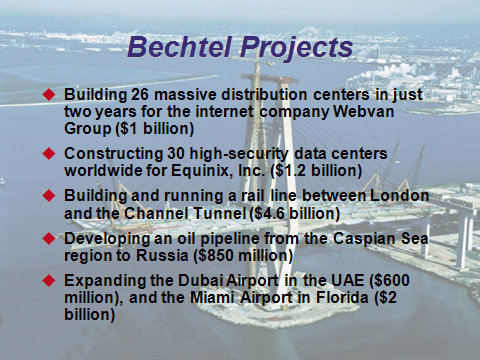 Bechtel Projects
Building 26 massive distribution centers in just
two years for the internet company Webvan
Group ($1 billion)
Constructing 30 high-security data centers
worldwide for Equinix, Inc. ($1.2 billion)
Building and running a rail line between London
and the Channel Tunnel ($4.6 billion)
Developing an oil pipeline from the Caspian Sea
region to Russia ($850 million)
Expanding the Dubai Airport in the UAE ($600
million), and the Miami Airport in Florida ($2
billion)